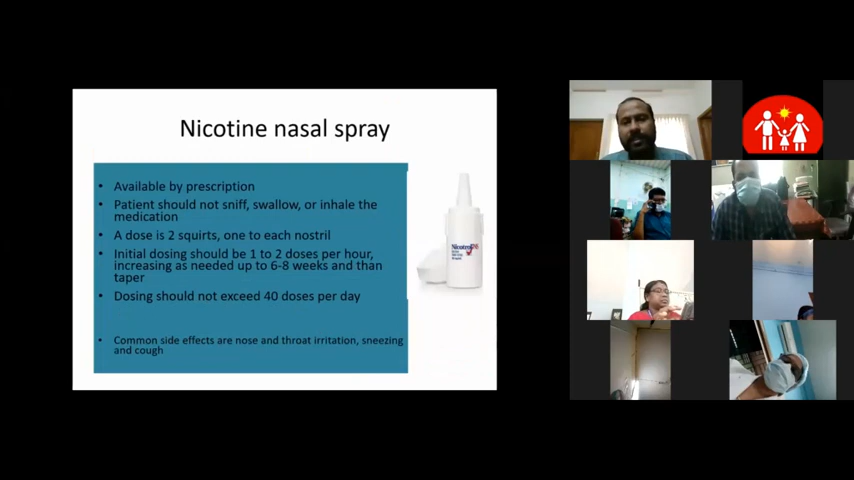 Nicotine nasal spray
• Available by prescription
• Patient should not sniff, swallow, or inhale the
medication
• A dose is 2 squirts, one to each nostril
• Initial dosing should be 1 to 2 doses per hour,
increasing as needed up to 6-8 weeks and than
taper
• Dosing should not exceed 40 doses per day
• Common side effects are nose and throat irritation, sneezing
and cough